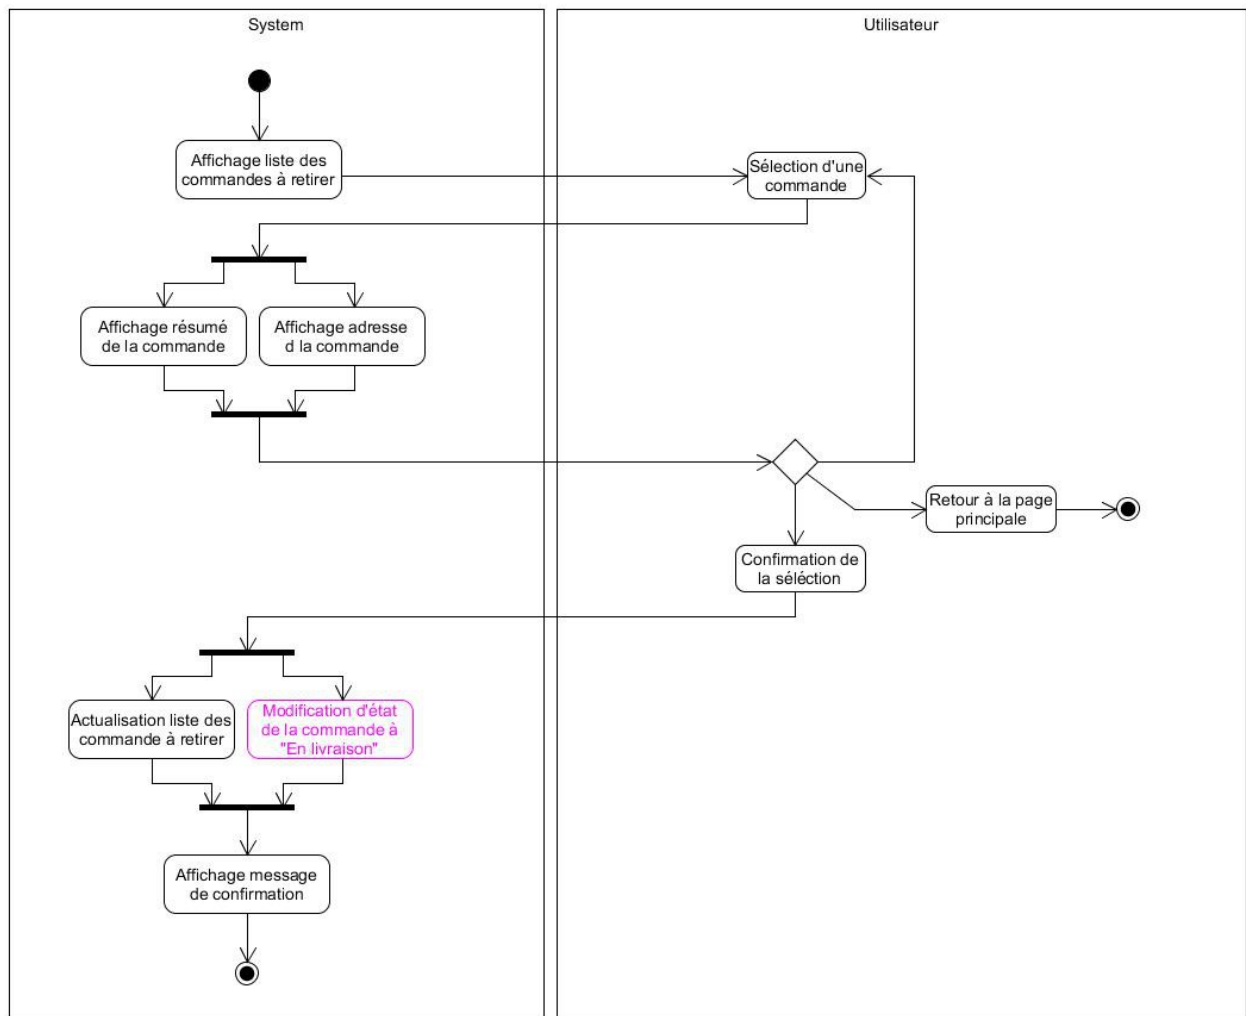 System
Utilisateur
Affichage liste des
commandes à retirer
Sélection d'une
commande
Affichage résumé
de la commande
Affichage adresse
d la commande
Retour à la page
principale
Confirmation de
la séléction
Actualisation liste des
commande à retirer
Modification d'état
de la commande à
"En livraison"
Affichage message
de confirmation